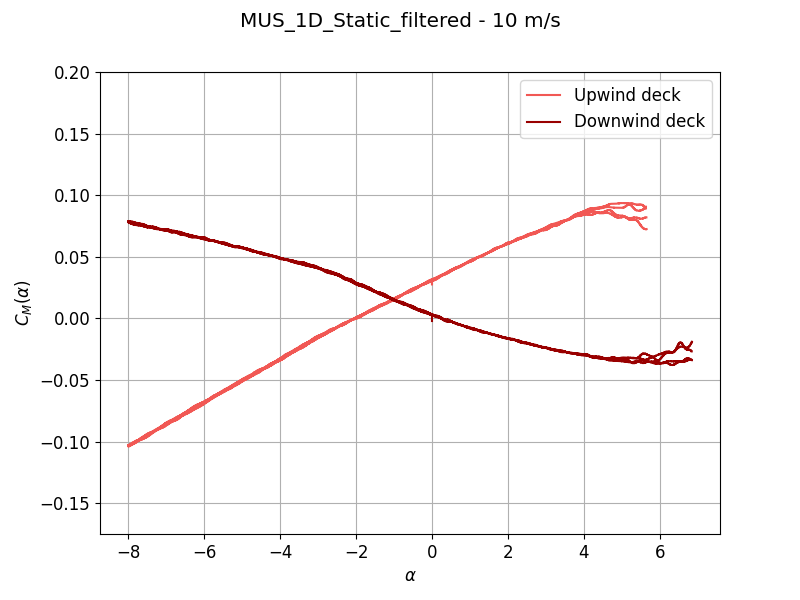 MUS_1D_Static_filtered - 10 m/s
Upwind deck
Downwind deck
0.20
0.15
0.10
0.05
0.00
−0.05
−0.10
−0.15
C_M(α)
−8 −6 −4 −2 0 2 4 6
α